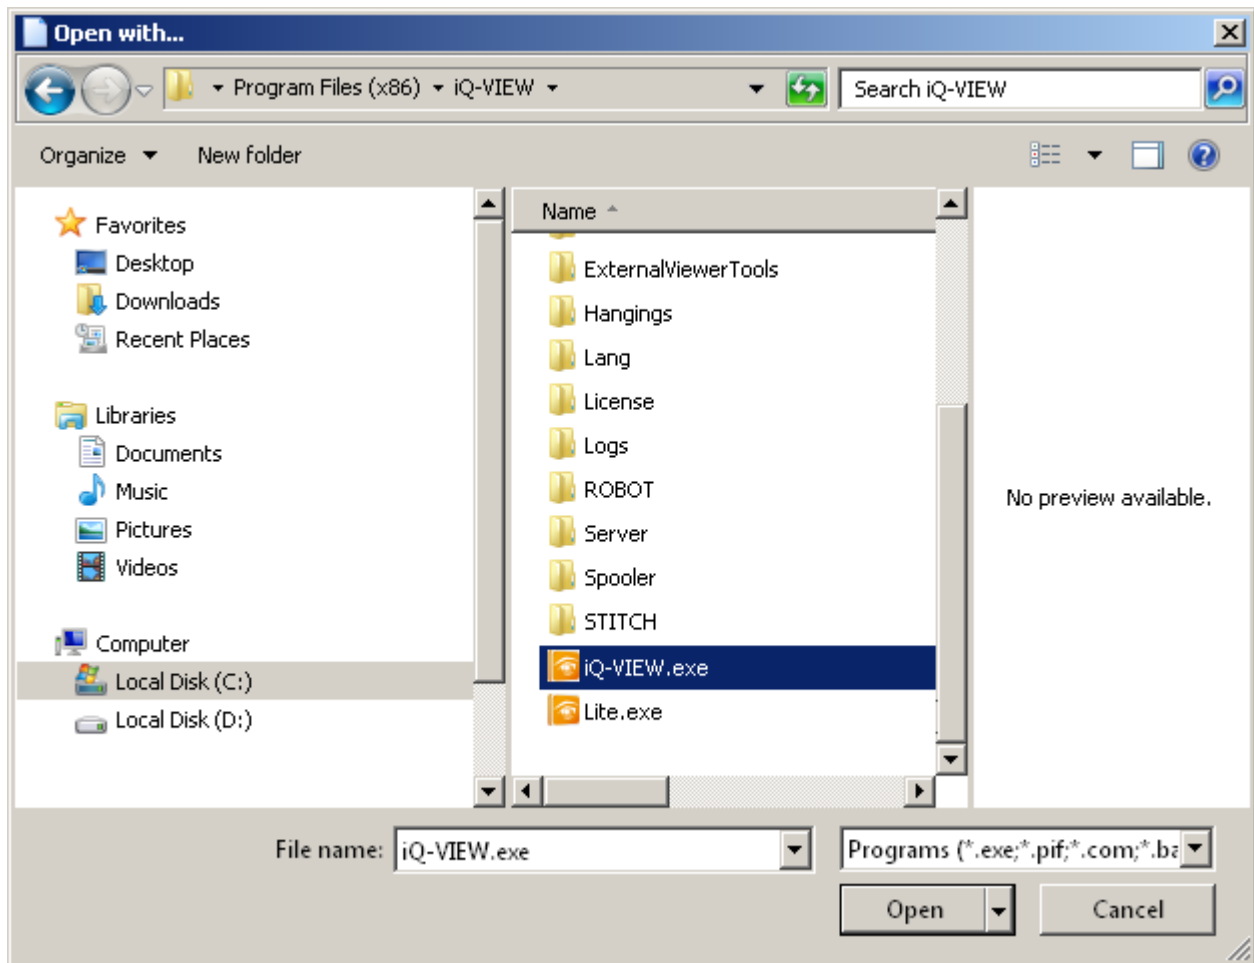 Open with...
Program Files (x86) iQ-VIEW
Search iQ-VIEW
Organize New folder
Favorites
Desktop
Downloads
Recent Places
Libraries
Documents
Music
Pictures
Videos
Computer
Local Disk (C:)
Local Disk (D:)
Name
ExternalViewerTools
Hangings
Lang
License
Logs
ROBOT
Server
Spooler
STITCH
iQ-VIEW.exe
Lite.exe
No preview available.
File name: iQ-VIEW.exe
Programs (*.exe;*.pif;*.com;*.ba
Open
Cancel